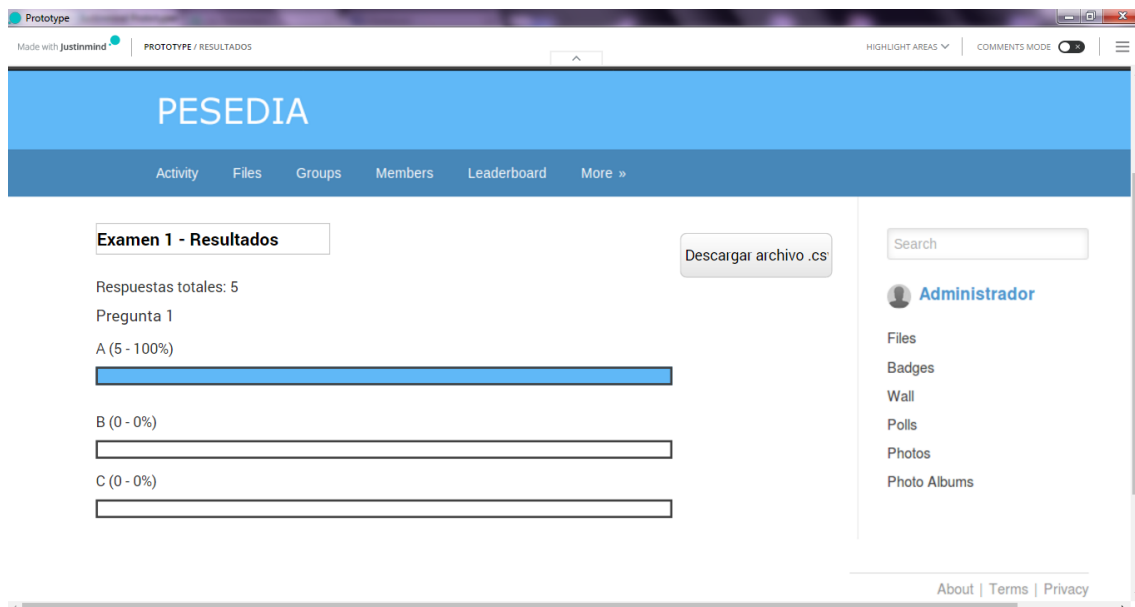 Prototype
Made with Justinmind PROTOTYPE / RESULTADOS HIGHLIGHT AREAS COMMENTS MODE
PESEDIA
Activity Files Groups Members Leaderboard More »
Examen 1 - Resultados
Descargar archivo .cs
Respuestas totales: 5
Pregunta 1
A (5 - 100%)
B (0 - 0%)
C (0 - 0%)
Search
Administrador
Files
Badges
Wall
Polls
Photos
Photo Albums
About | Terms | Privacy